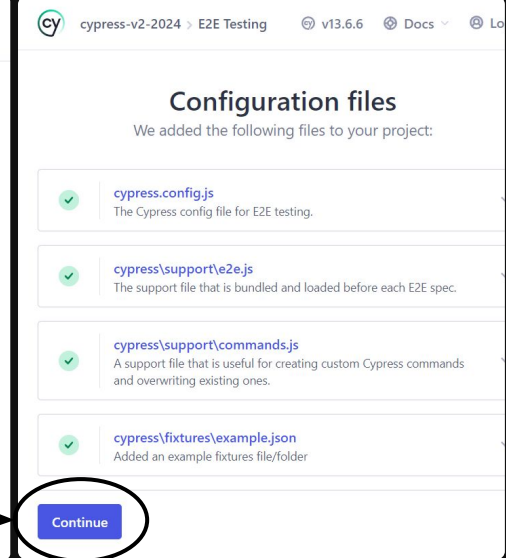 cy cypress-v2-2024 > E2E Testing v13.6.6 Docs Lo
Configuration files
We added the following files to your project:
cypress.config.js
The Cypress config file for E2E testing.
cypress\support\e2e.js
The support file that is bundled and loaded before each E2E spec.
cypress\support\commands.js
A support file that is useful for creating custom Cypress commands
and overwriting existing ones.
cypress\fixtures\example.json
Added an example fixtures file/folder
Continue